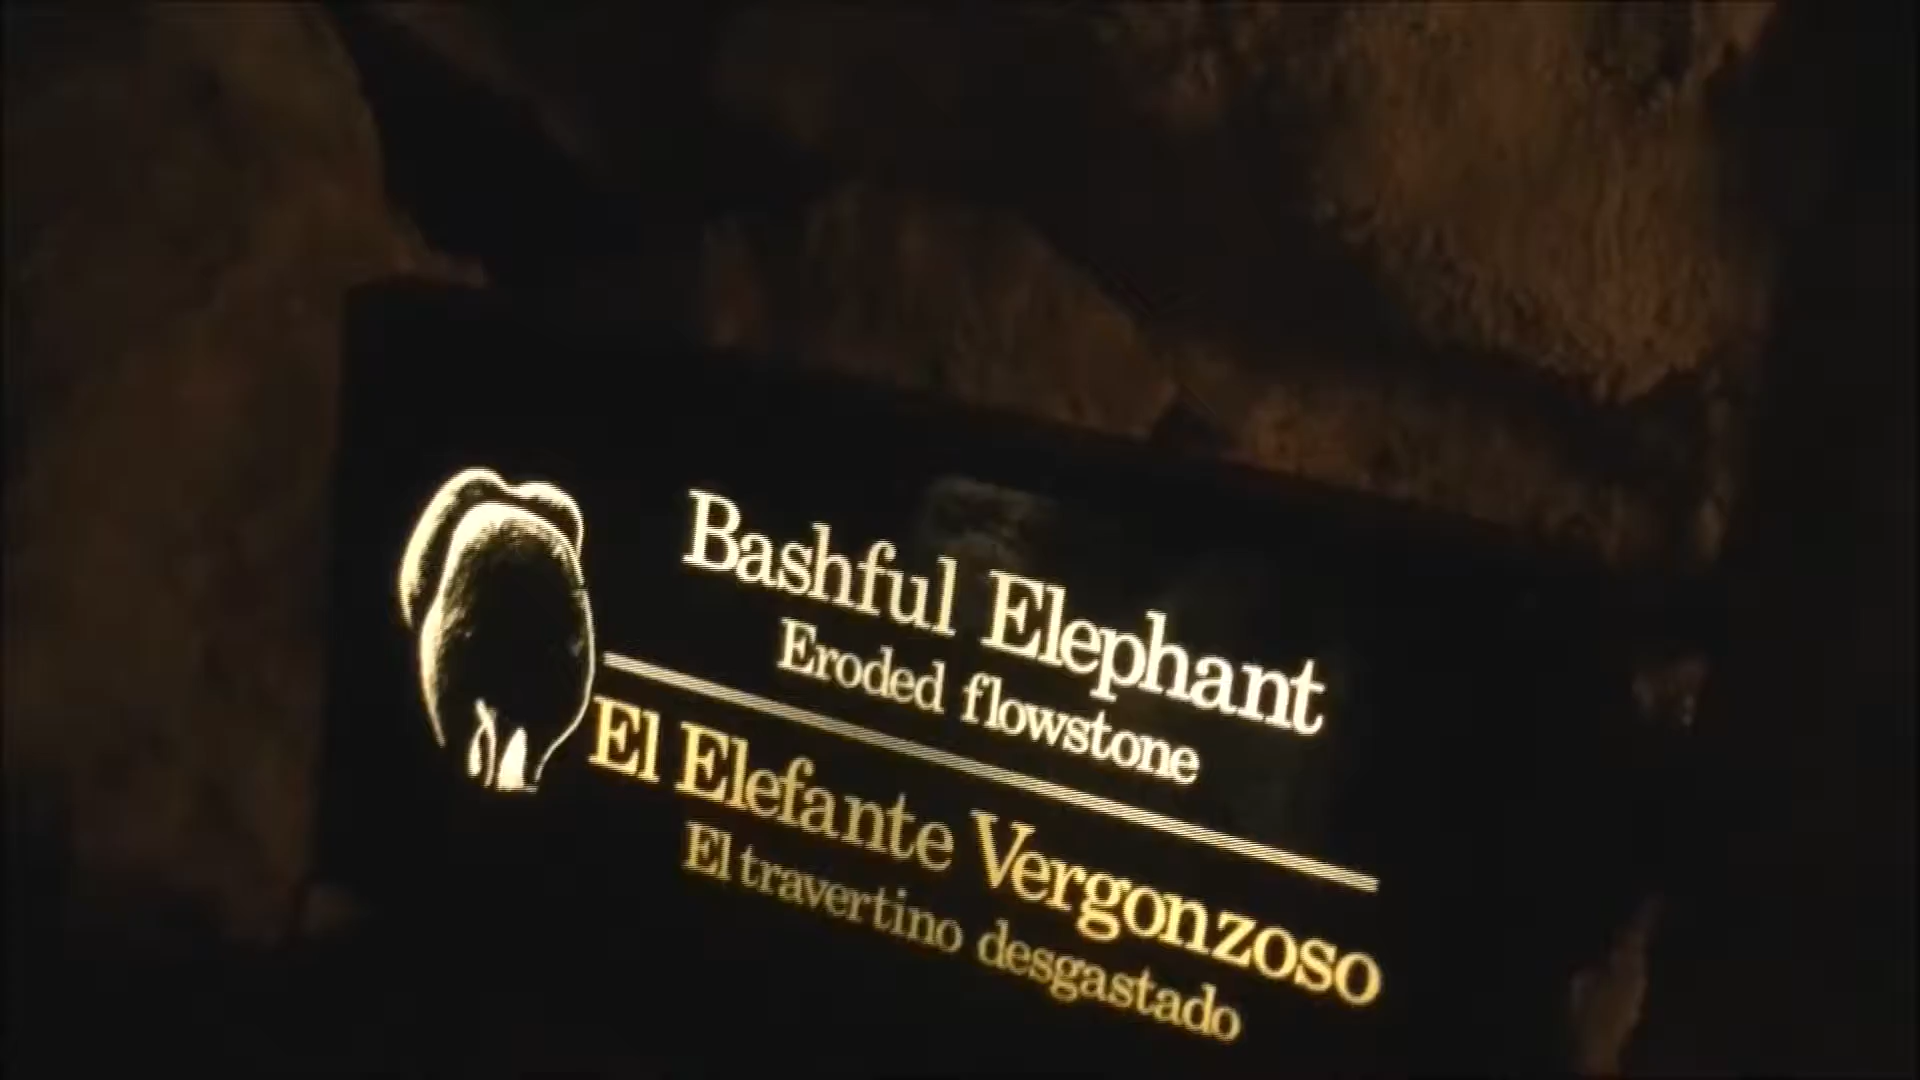 Bashful Elephant
Eroded flowstone
El Elefante Vergonzoso
El travertino desgastado